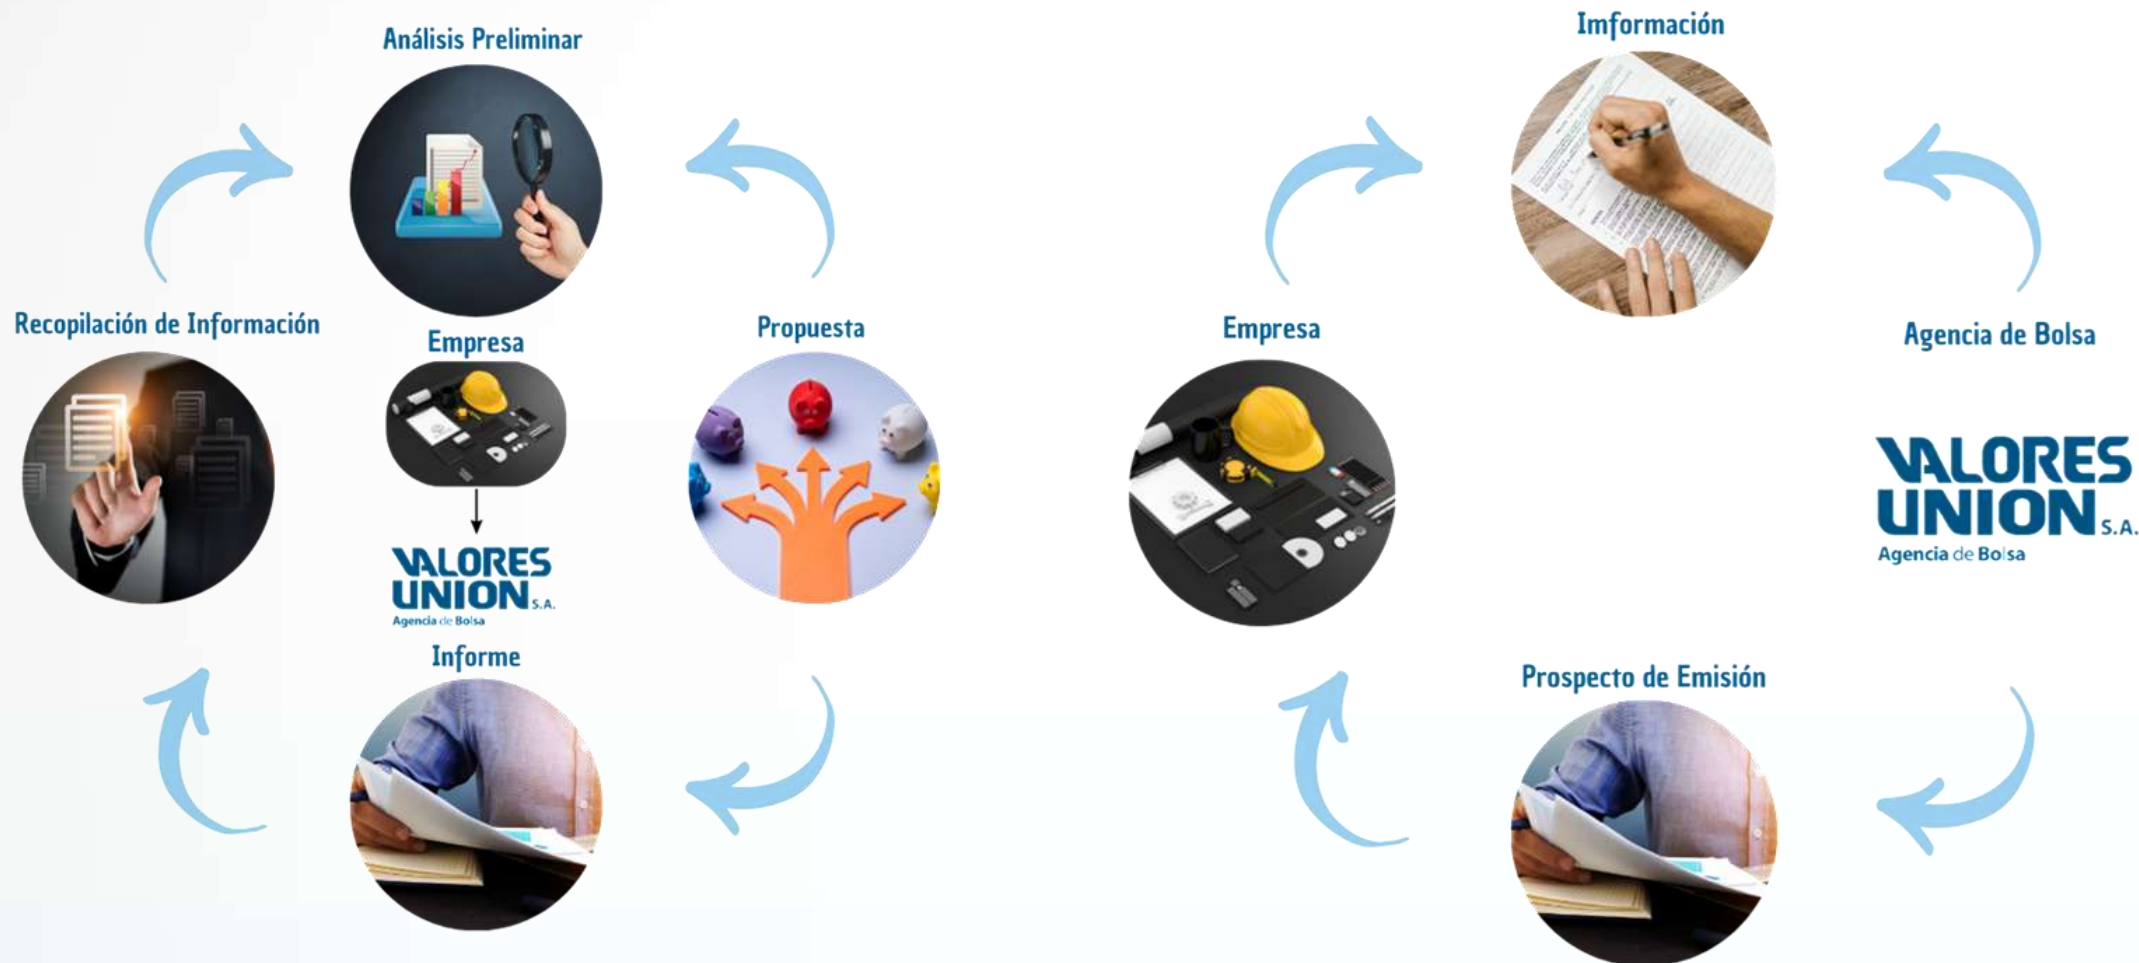 Análisis Preliminar
Recopilación de Información
Empresa
Propuesta
VALORES
UNION S.A.
Agencia de Bolsa
Informe
Imformación
Empresa
Agencia de Bolsa
VALORES
UNION S.A.
Agencia de Bolsa
Prospecto de Emisión